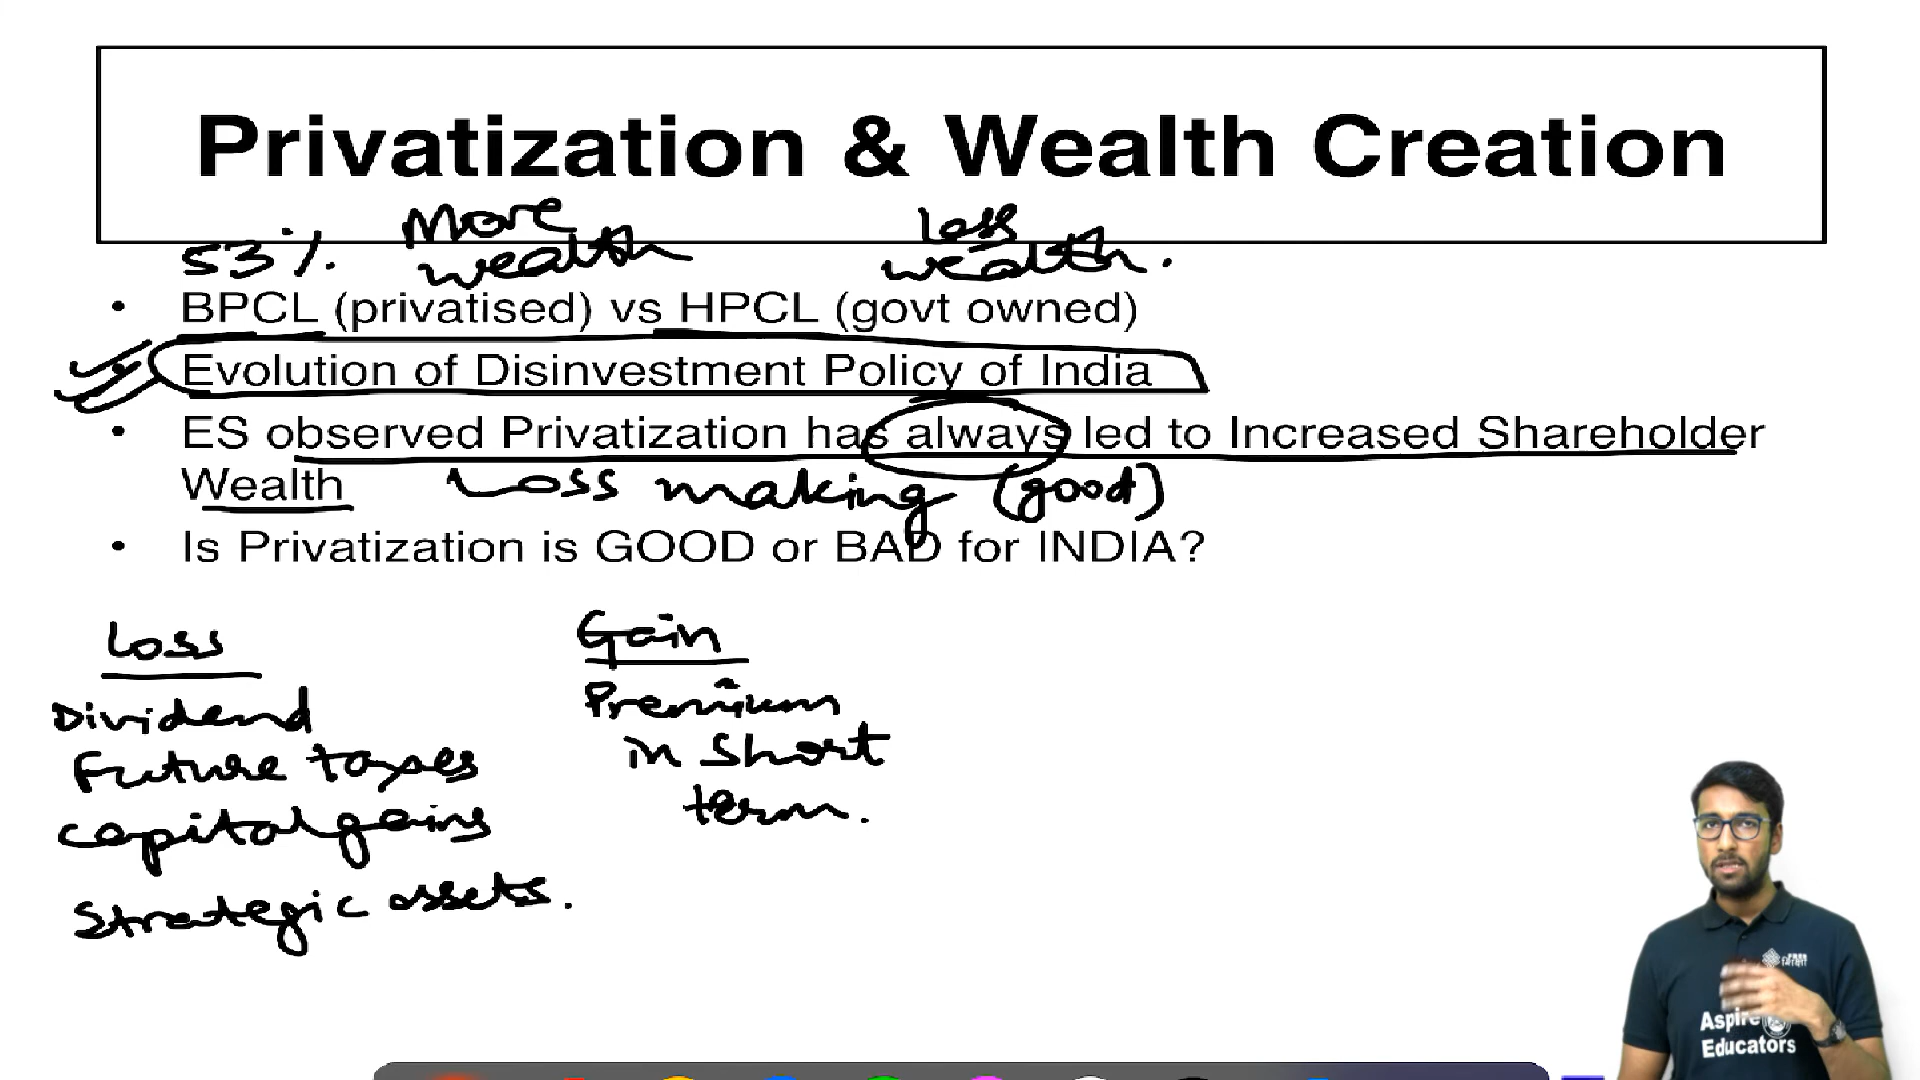 Privatization & Wealth Creation
53% More wealth less wealth.
• BPCL (privatised) vs HPCL (govt owned)
Evolution of Disinvestment Policy of India
• ES observed Privatization has always led to Increased Shareholder
Wealth Loss making (good)
• Is Privatization is GOOD or BAD for INDIA?
Loss
Dividend
Future taxes
Capital gains
Strategic assets.
Gain
Premium
in Short
term.
Aspire
Educators